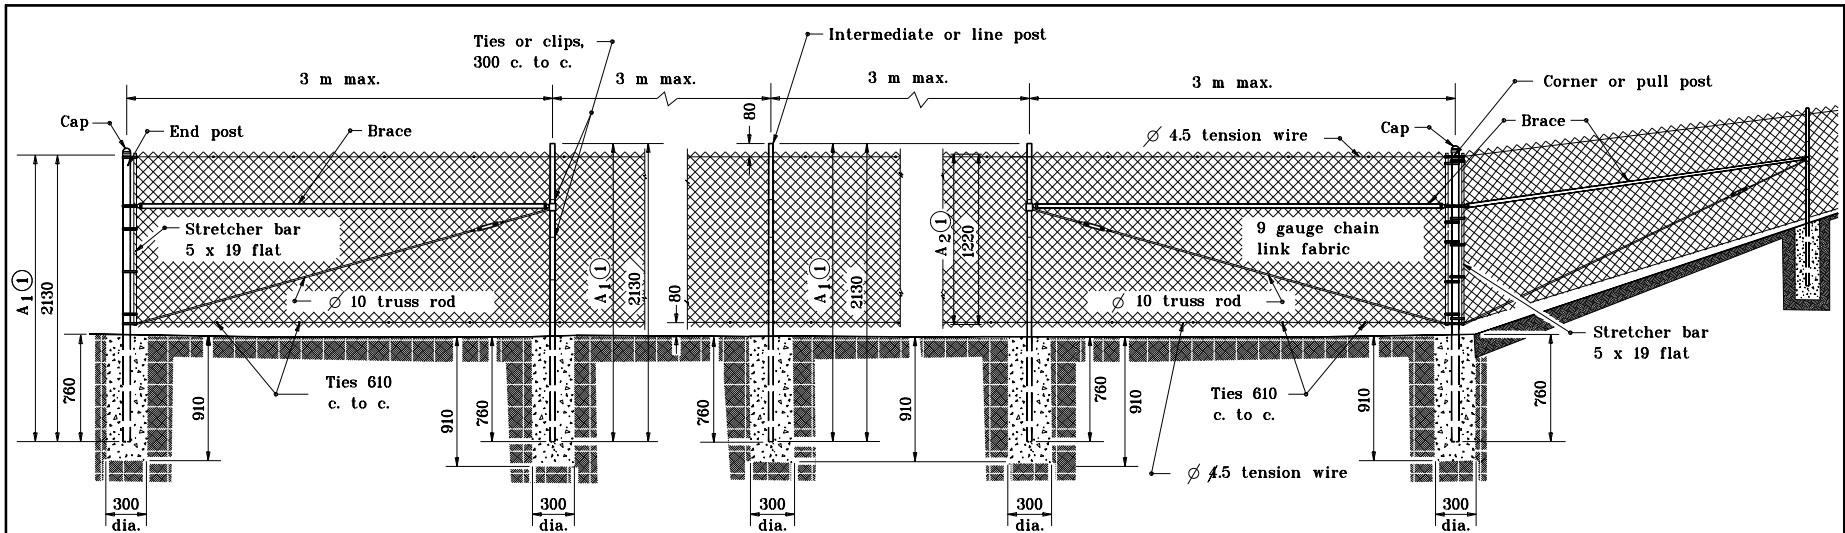 Ties or clips,
300 c. to c.
Intermediate or line post
3 m max.
3 m max.
3 m max.
3 m max.
Corner or pull post
Cap
End post
Brace
80
Ø 4.5 tension wire
Cap
Brace
Stretcher bar
5 x 19 flat
9 gauge chain
link fabric
A1 1
2130
A1 1
2130
A1 1
2130
A2 1
1220
Ø 10 truss rod
80
Ø 10 truss rod
Stretcher bar
5 x 19 flat
760
910
Ties 610
c. to c.
910
760
760
910
760
910
Ties 610
c. to c.
910
760
Ø 4.5 tension wire
300
dia.
300
dia.
300
dia.
300
dia.
300
dia.